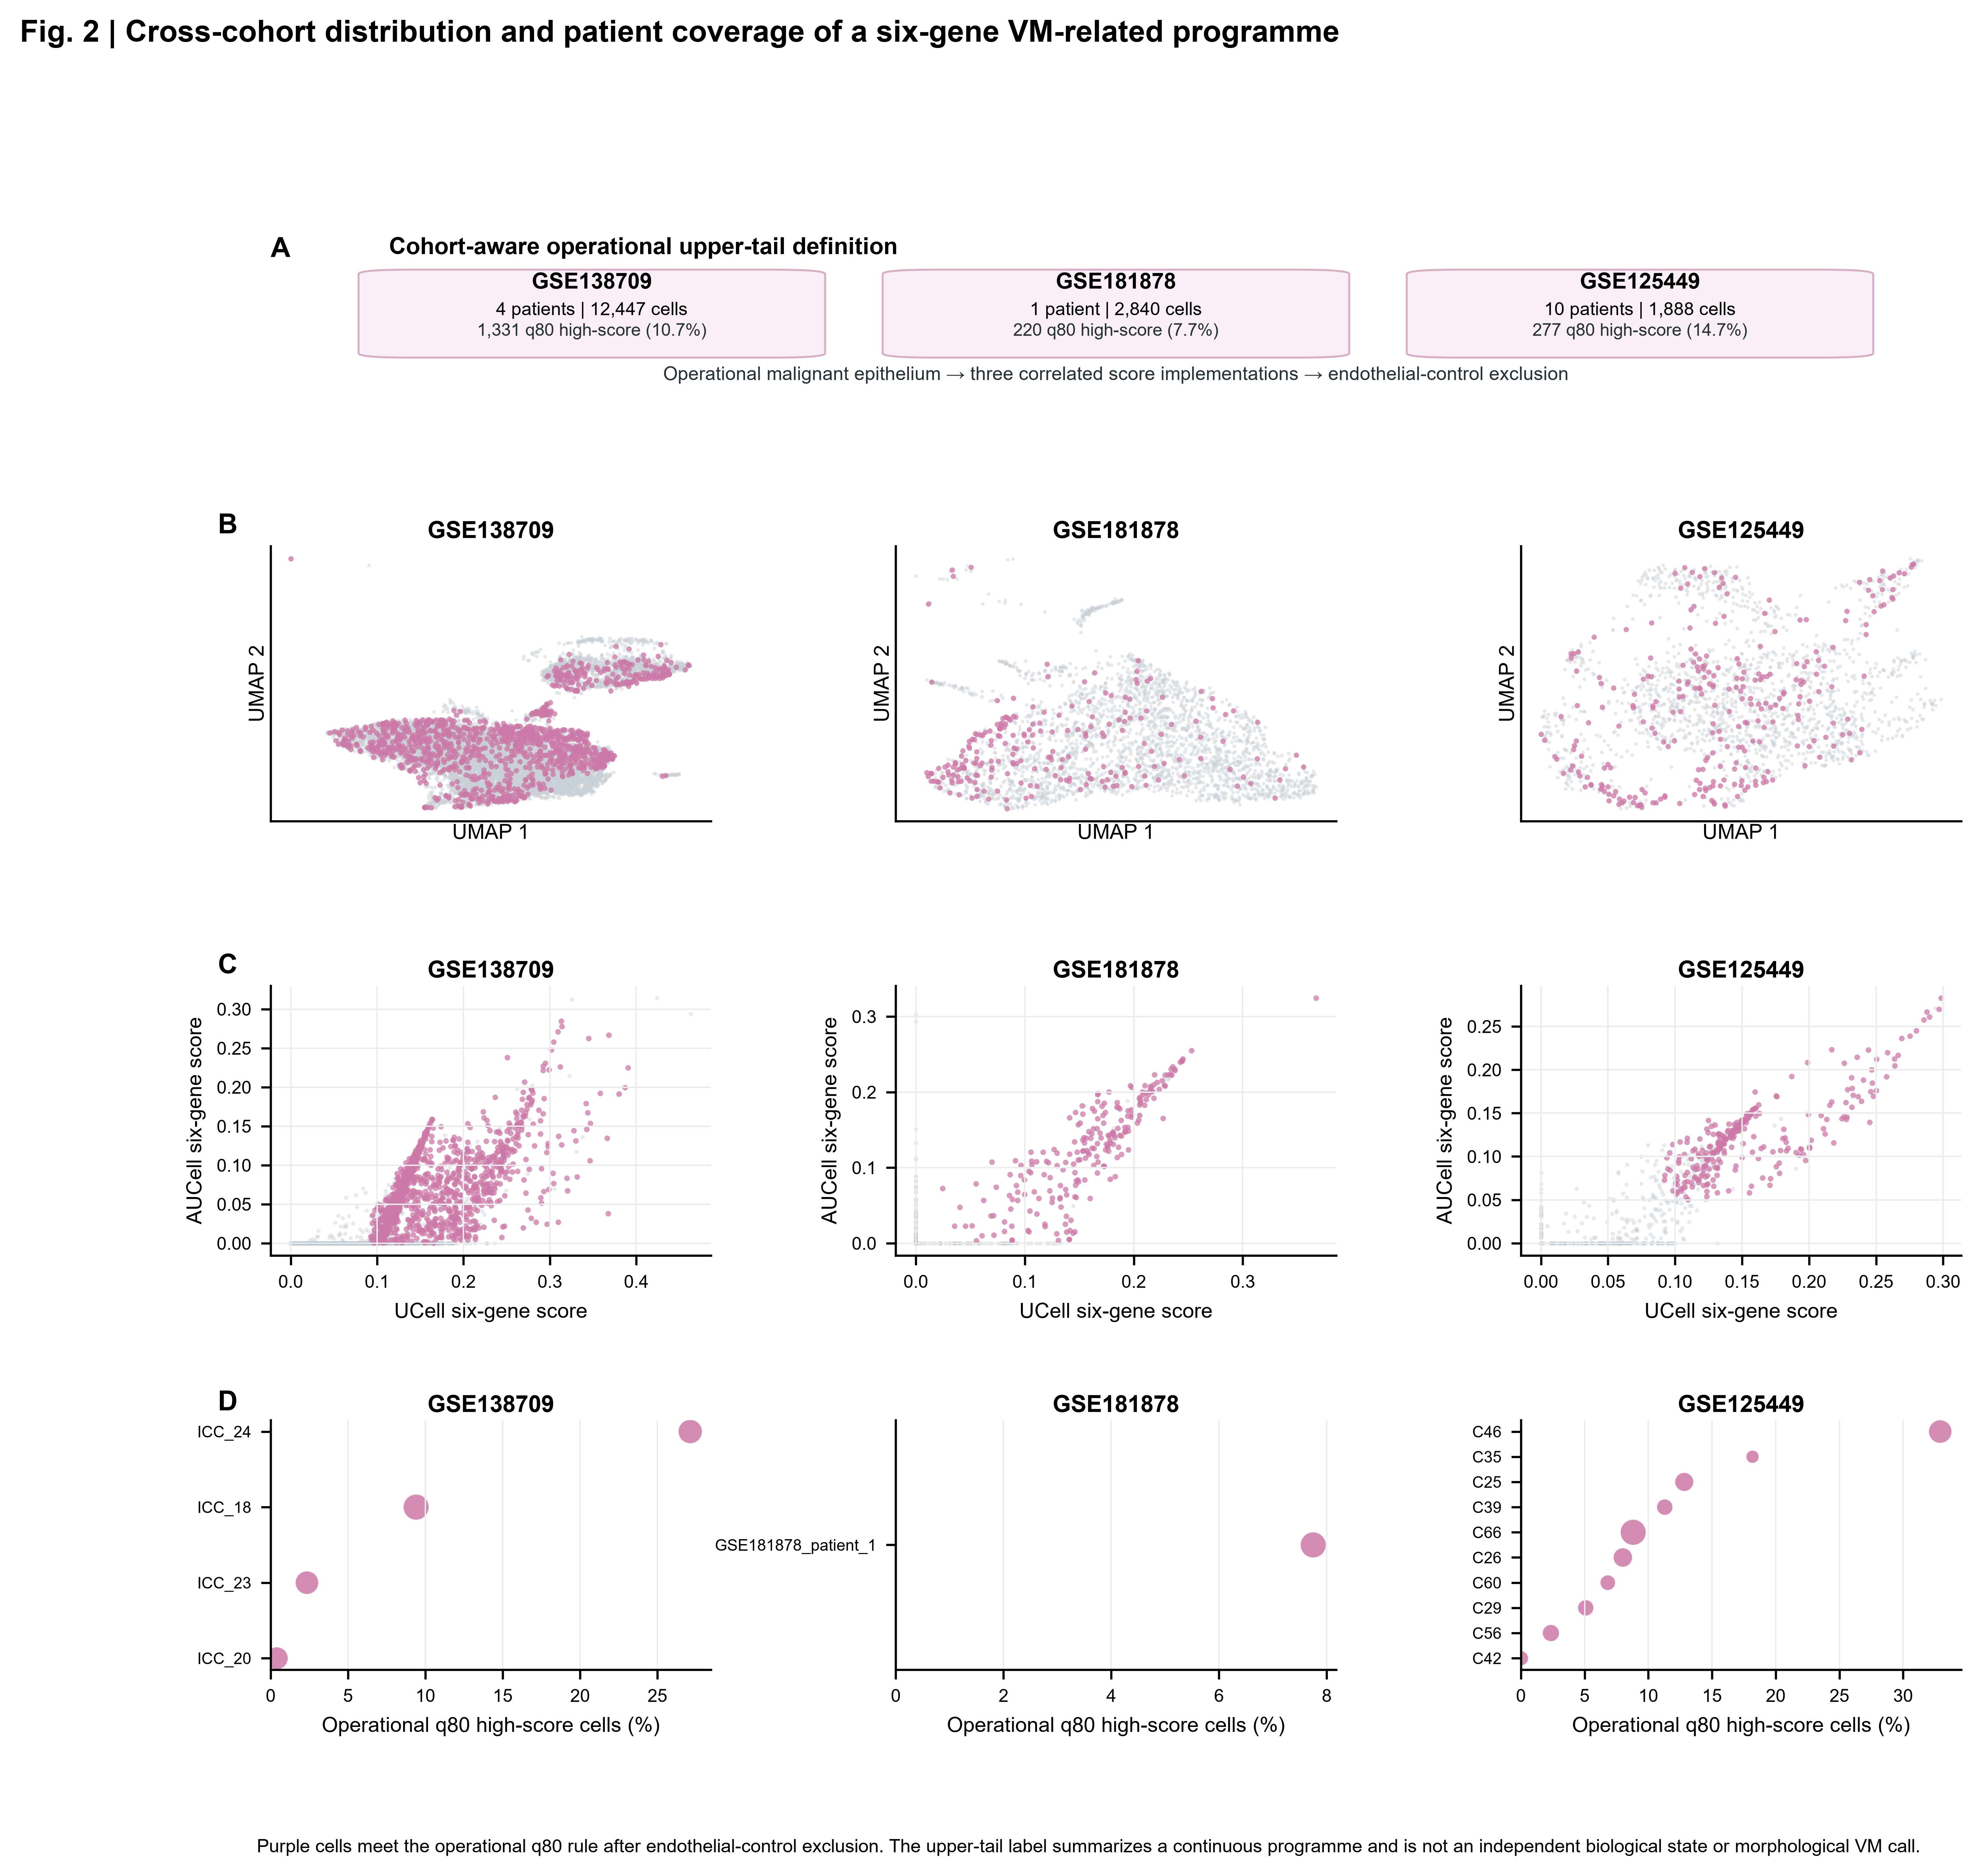 Fig. 2 | Cross-cohort distribution and patient coverage of a six-gene VM-related programme
A
Cohort-aware operational upper-tail definition
GSE138709
4 patients | 12,447 cells
1,331 q80 high-score (10.7%)
GSE181878
1 patient | 2,840 cells
220 q80 high-score (7.7%)
GSE125449
10 patients | 1,888 cells
277 q80 high-score (14.7%)
Operational malignant epithelium → three correlated score implementations → endothelial-control exclusion
B
GSE138709
UMAP 2
UMAP 1
GSE181878
UMAP 2
UMAP 1
GSE125449
UMAP 2
UMAP 1
C
GSE138709
AUCell six-gene score
0.30
0.25
0.20
0.15
0.10
0.05
0.00
0.0 0.1 0.2 0.3 0.4
UCell six-gene score
GSE181878
AUCell six-gene score
0.3
0.2
0.1
0.0
0.0 0.1 0.2 0.3
UCell six-gene score
GSE125449
AUCell six-gene score
0.25
0.20
0.15
0.10
0.05
0.00
0.00 0.05 0.10 0.15 0.20 0.25 0.30
UCell six-gene score
D
GSE138709
ICC_24
ICC_18
ICC_23
ICC_20
0 5 10 15 20 25
Operational q80 high-score cells (%)
GSE181878
GSE181878_patient_1
0 2 4 6 8
Operational q80 high-score cells (%)
GSE125449
C46
C35
C25
C39
C66
C26
C60
C29
C56
C42
0 5 10 15 20 25 30
Operational q80 high-score cells (%)
Purple cells meet the operational q80 rule after endothelial-control exclusion. The upper-tail label summarizes a continuous programme and is not an independent biological state or morphological VM call.